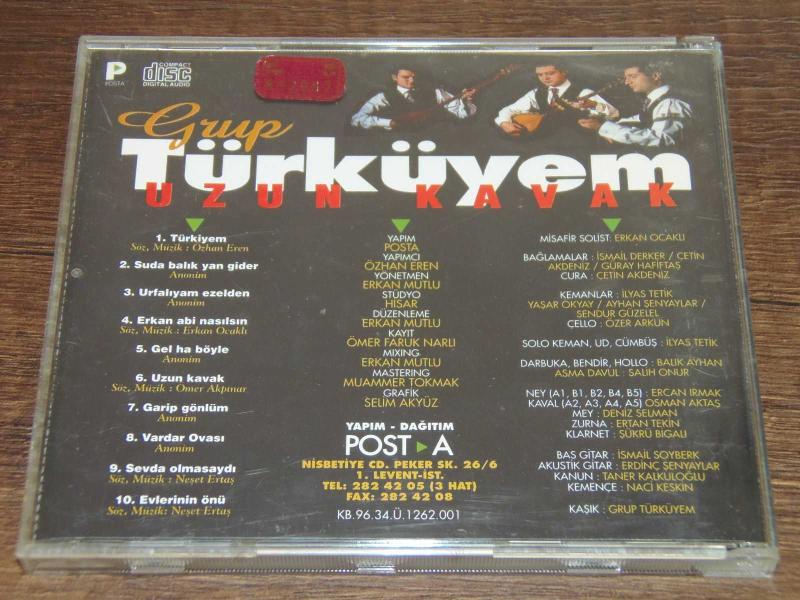 P
POSTA
COMPACT
disc
DIGITAL AUDIO
Grup
Türküyem
UZUN KAVAK
1. Türkiyem
Söz, Müzik : Özhan Eren
2. Suda balık yan gider
Anonim
3. Urfalıyam ezelden
Anonim
4. Erkan abi nasılsın
Söz, Müzik : Erkan Ocaklı
5. Gel ha böyle
Anonim
6. Uzun kavak
Söz, Müzik : Ömer Akpınar
7. Garip gönlüm
Anonim
8. Vardar Ovası
Anonim
9. Sevda olmasaydı
Söz, Müzik : Neşet Ertaş
10. Evlerinin önü
Söz, Müzik: Neşet Ertaş
YAPIM
POSTA
YAPIMCI
ÖZHAN EREN
YÖNETMEN
ERKAN MUTLU
STÜDYO
HİSAR
DÜZENLEME
ERKAN MUTLU
KAYIT
ÖMER FARUK NARLI
MIXING
ERKAN MUTLU
MASTERING
MUAMMER TOKMAK
GRAFİK
SELİM AKYÜZ
YAPIM - DAĞITIM
POST A
NİSBETİYE CD. PEKER SK. 26/6
1. LEVENT-İST.
TEL: 282 42 05 (3 HAT)
FAX: 282 42 08
KB.96.34.Ü.1262.001
MİSAFİR SOLİST: ERKAN OCAKLI
BAĞLAMALAR : İSMAİL DERKER / ÇETİN
AKDENİZ / GÜRAY HAFİFTAŞ
CURA : ÇETİN AKDENİZ
KEMANLAR : İLYAS TETİK
YAŞAR OKYAY / AYHAN ŞENYAYLAR /
SENDUR GÜZELEL
ÇELLO : ÖZER ARKUN
SOLO KEMAN, UD, CÜMBÜŞ : İLYAS TETİK
DARBUKA, BENDİR, HOLLO : BALIK AYHAN
ASMA DAVUL : SALİH ONUR
NEY (A1, B1, B2, B4, B5) : ERCAN IRMAK
KAVAL (A2, A3, A4, A5) OSMAN AKTAŞ
MEY : DENİZ SELMAN
ZURNA : ERTAN TEKİN
KLARNET : ŞÜKRÜ BIGALI
BAS GİTAR : İSMAİL SOYBERK
AKUSTİK GİTAR : ERDİNÇ ŞENYAYLAR
KANUN : TANER KALKÜLOĞLU
KEMENÇE : NACİ KESKİN
KAŞIK : GRUP TÜRKÜYEM